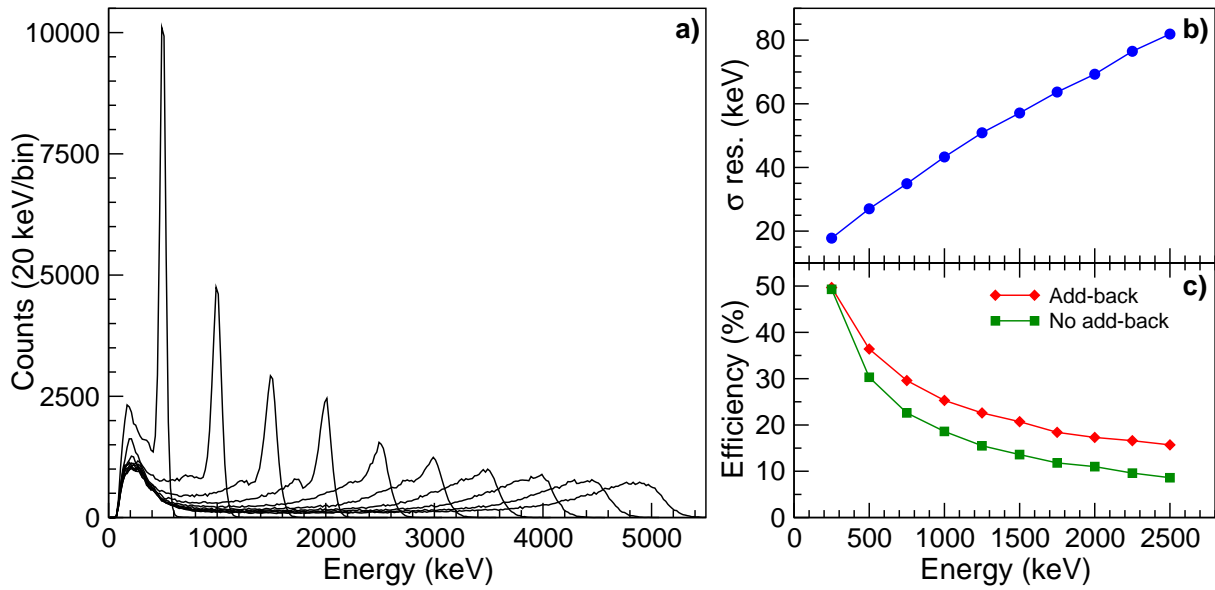 a)
10000
7500
5000
2500
0
Counts (20 keV/bin)
0 1000 2000 3000 4000 5000
Energy (keV)
b)
80
60
40
20
σ res. (keV)
c)
50
40
30
20
10
0
Efficiency (%)
Add-back
No add-back
0 500 1000 1500 2000 2500
Energy (keV)